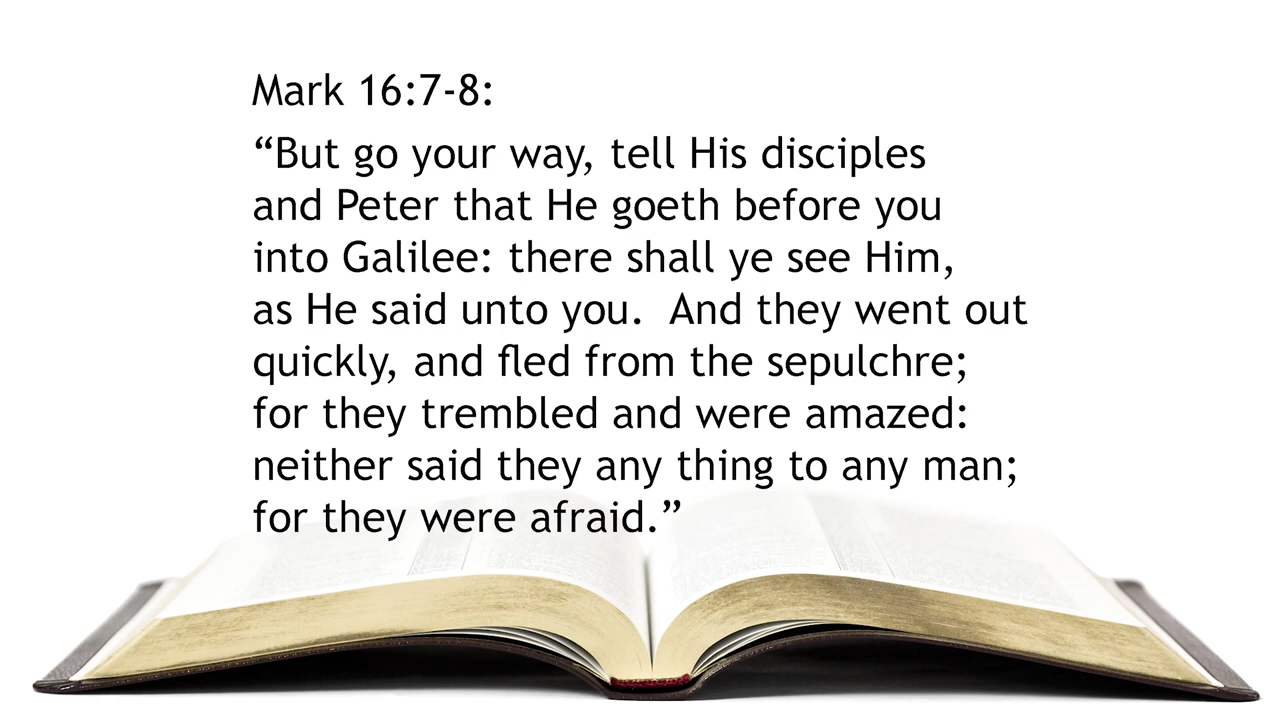 Mark 16:7-8:
“But go your way, tell His disciples
and Peter that He goeth before you
into Galilee: there shall ye see Him,
as He said unto you.  And they went out
quickly, and fled from the sepulchre;
for they trembled and were amazed:
neither said they any thing to any man;
for they were afraid.”